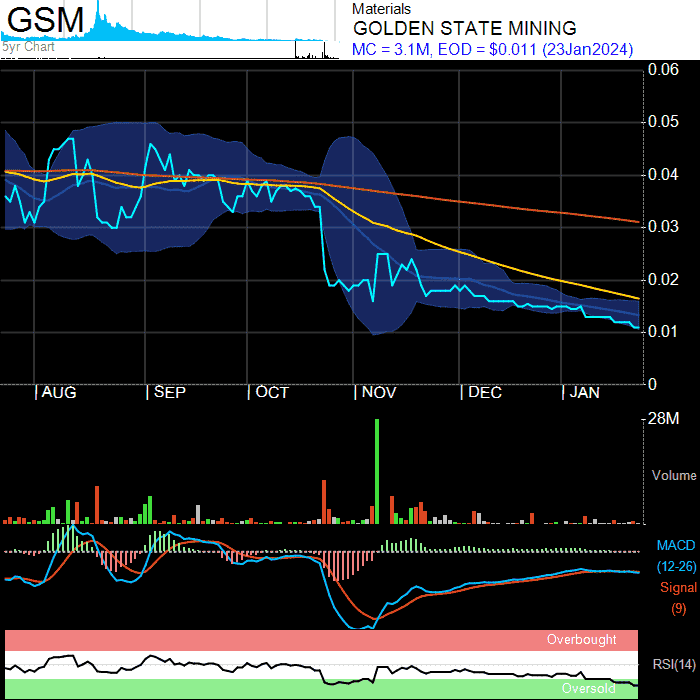 GSM
5yr Chart
Materials
GOLDEN STATE MINING
MC = 3.1M, EOD = $0.011 (23Jan2024)
0.06
0.05
0.04
0.03
0.02
0.01
0
AUG SEP OCT NOV DEC JAN
28M
Volume
MACD
(12-26)
Signal
(9)
Overbought
RSI(14)
Oversold